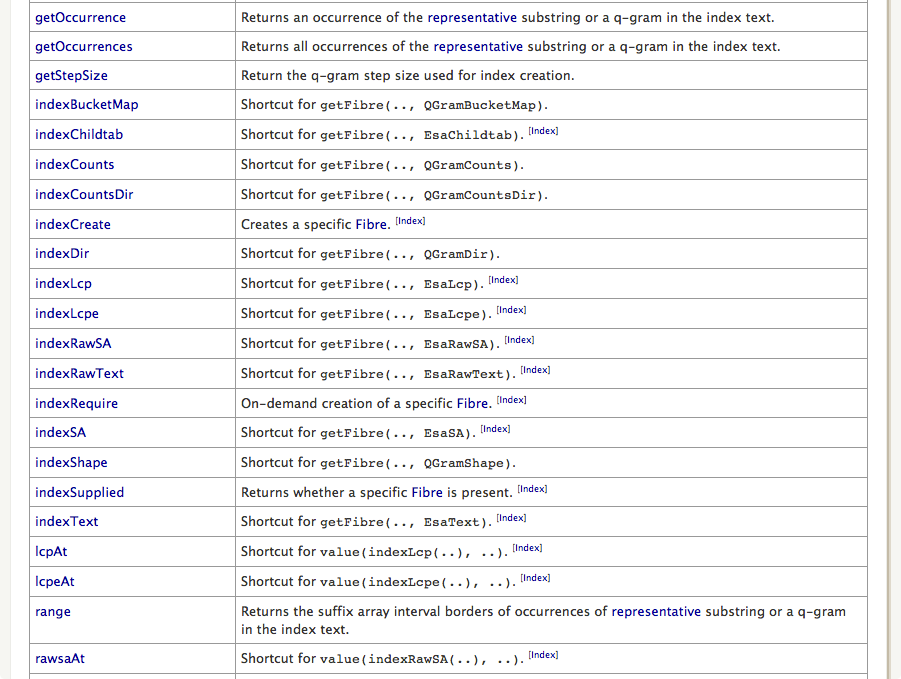 getOccurrence Returns an occurrence of the representative substring or a q-gram in the index text.
getOccurrences Returns all occurrences of the representative substring or a q-gram in the index text.
getStepSize Return the q-gram step size used for index creation.
indexBucketMap Shortcut for getFibre(.., QGramBucketMap).
indexChildtab Shortcut for getFibre(.., EsaChildtab). [Index]
indexCounts Shortcut for getFibre(.., QGramCounts).
indexCountsDir Shortcut for getFibre(.., QGramCountsDir).
indexCreate Creates a specific Fibre. [Index]
indexDir Shortcut for getFibre(.., QGramDir).
indexLcp Shortcut for getFibre(.., EsaLcp). [Index]
indexLcpe Shortcut for getFibre(.., EsaLcpe). [Index]
indexRawSA Shortcut for getFibre(.., EsaRawSA). [Index]
indexRawText Shortcut for getFibre(.., EsaRawText). [Index]
indexRequire On-demand creation of a specific Fibre. [Index]
indexSA Shortcut for getFibre(.., EsaSA). [Index]
indexShape Shortcut for getFibre(.., QGramShape).
indexSupplied Returns whether a specific Fibre is present. [Index]
indexText Shortcut for getFibre(.., EsaText). [Index]
lcpAt Shortcut for value(indexLcp(..), ..). [Index]
lcpeAt Shortcut for value(indexLcpe(..), ..). [Index]
range Returns the suffix array interval borders of occurrences of representative substring or a q-gram
in the index text.
rawsaAt Shortcut for value(indexRawSA(..), ..). [Index]